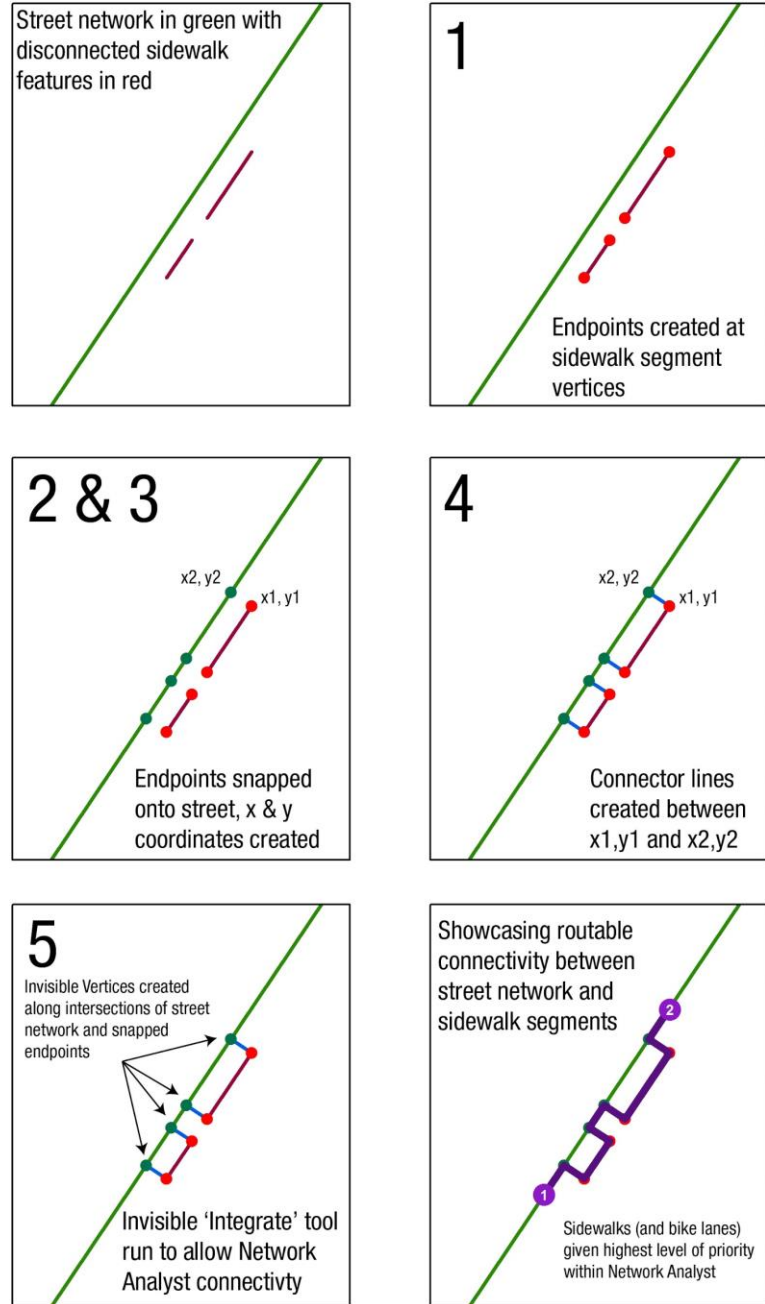 Street network in green with
disconnected sidewalk
features in red
1
Endpoints created at
sidewalk segment
vertices
2 & 3
x2, y2
x1, y1
Endpoints snapped
onto street, x & y
coordinates created
4
x2, y2
x1, y1
Connector lines
created between
x1,y1 and x2,y2
5
Invisible Vertices created
along intersections of street
network and snapped
endpoints
Invisible 'Integrate' tool
run to allow Network
Analyst connectivty
Showcasing routable
connectivity between
street network and
sidewalk segments
2
1
Sidewalks (and bike lanes)
given highest level of priority
within Network Analyst